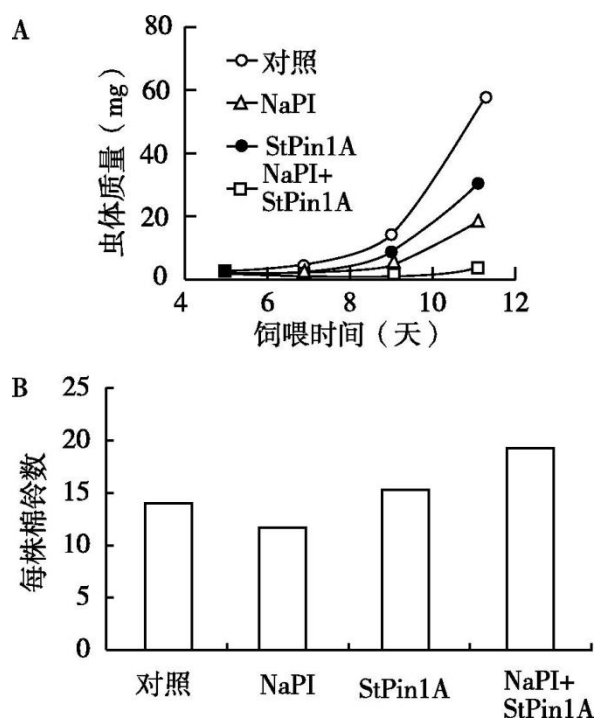 A
虫体质量（mg）
80
60
40
20
0
对照
NaPI
StPin1A
NaPI+
StPin1A
4 6 8 10 12
饲喂时间（天）
B
每株棉铃数
25
20
15
10
5
0
对照 NaPI StPin1A NaPI+
StPin1A